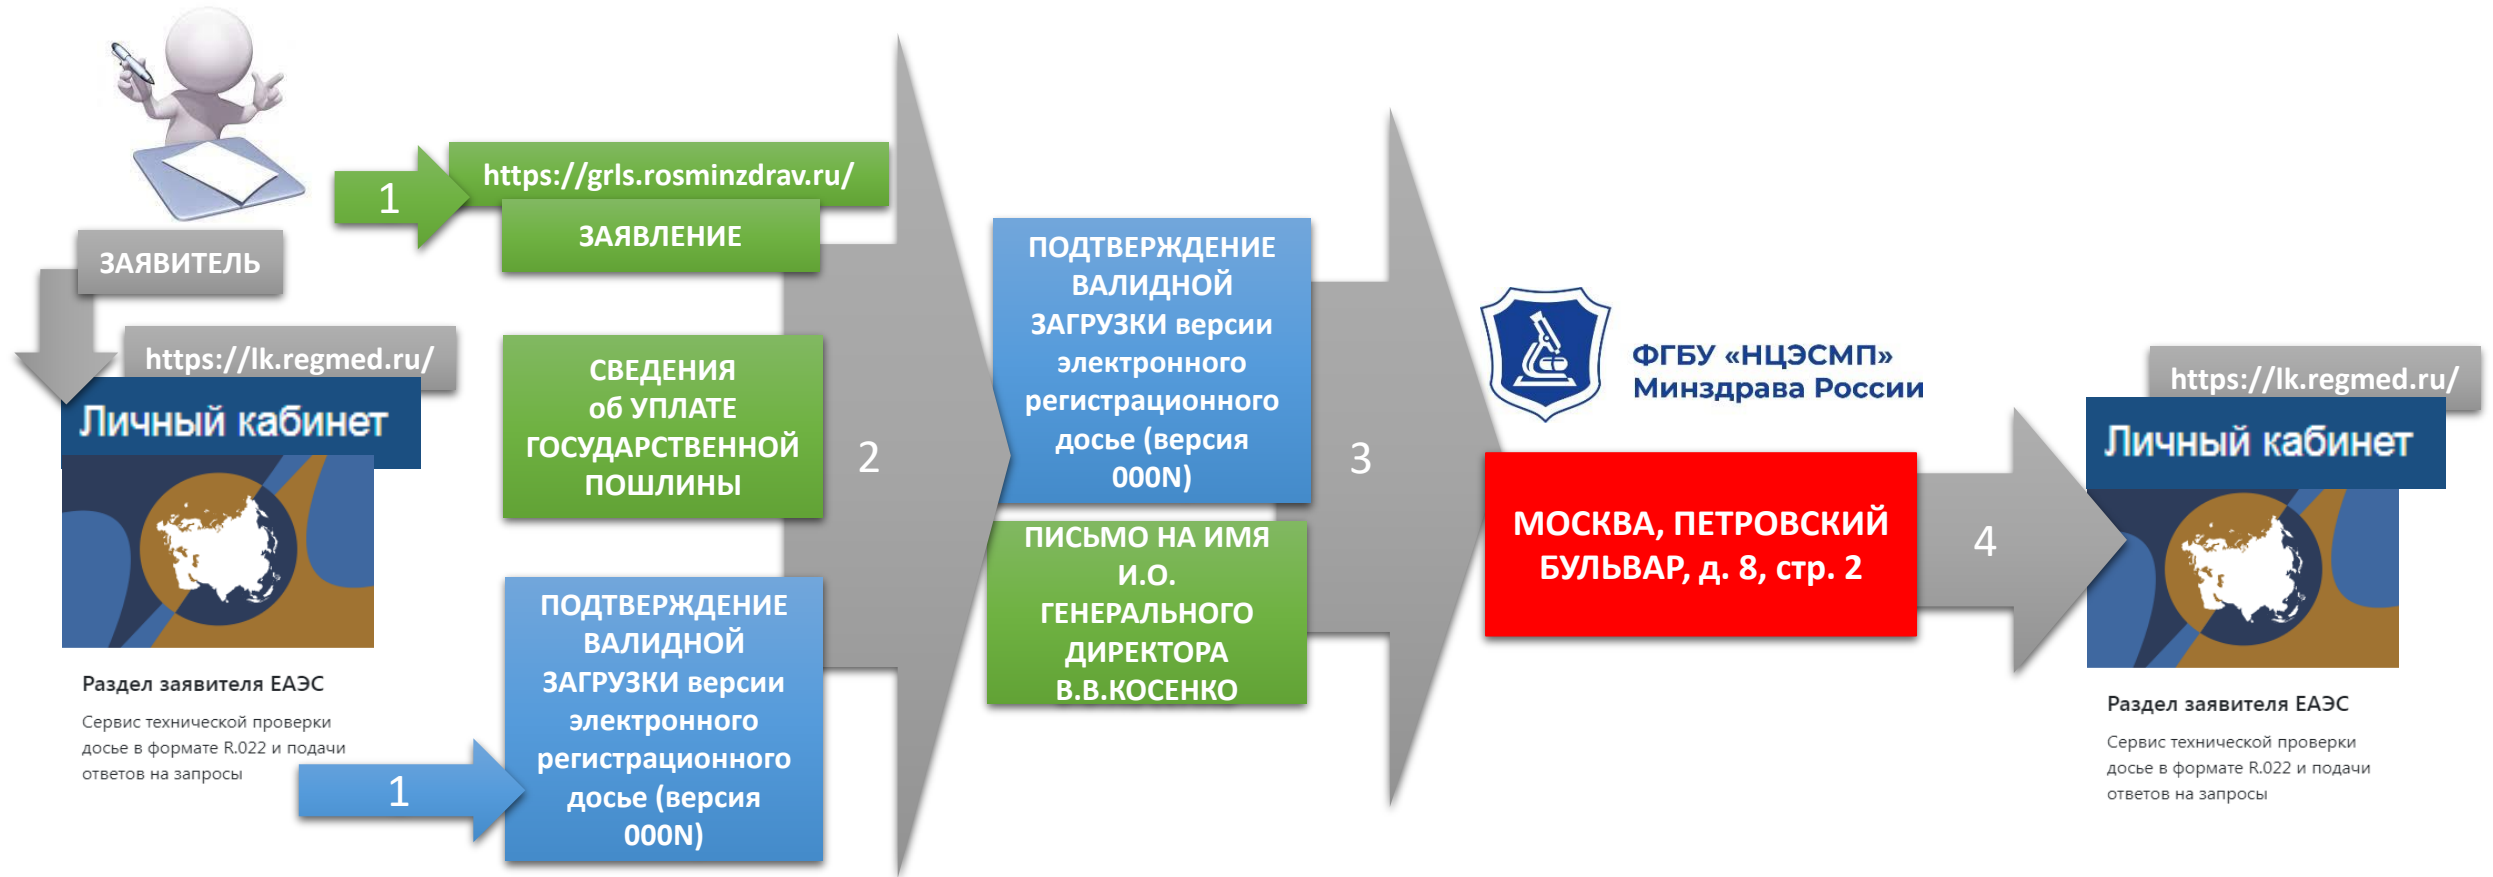 ЗАЯВИТЕЛЬ
https://lk.regmed.ru/
Личный кабинет
Раздел заявителя ЕАЭС
Сервис технической проверки
досье в формате R.022 и подачи
ответов на запросы
1
https://grls.rosminzdrav.ru/
ЗАЯВЛЕНИЕ
СВЕДЕНИЯ
об УПЛАТЕ
ГОСУДАРСТВЕННОЙ
ПОШЛИНЫ
1
ПОДТВЕРЖДЕНИЕ
ВАЛИДНОЙ
ЗАГРУЗКИ версии
электронного
регистрационного
досье (версия
000N)
2
ПОДТВЕРЖДЕНИЕ
ВАЛИДНОЙ
ЗАГРУЗКИ версии
электронного
регистрационного
досье (версия
000N)
ПИСЬМО НА ИМЯ
И.О.
ГЕНЕРАЛЬНОГО
ДИРЕКТОРА
В.В.КОСЕНКО
3
ФГБУ «НЦЭСМП»
Минздрава России
МОСКВА, ПЕТРОВСКИЙ
БУЛЬВАР, д. 8, стр. 2
4
https://lk.regmed.ru/
Личный кабинет
Раздел заявителя ЕАЭС
Сервис технической проверки
досье в формате R.022 и подачи
ответов на запросы